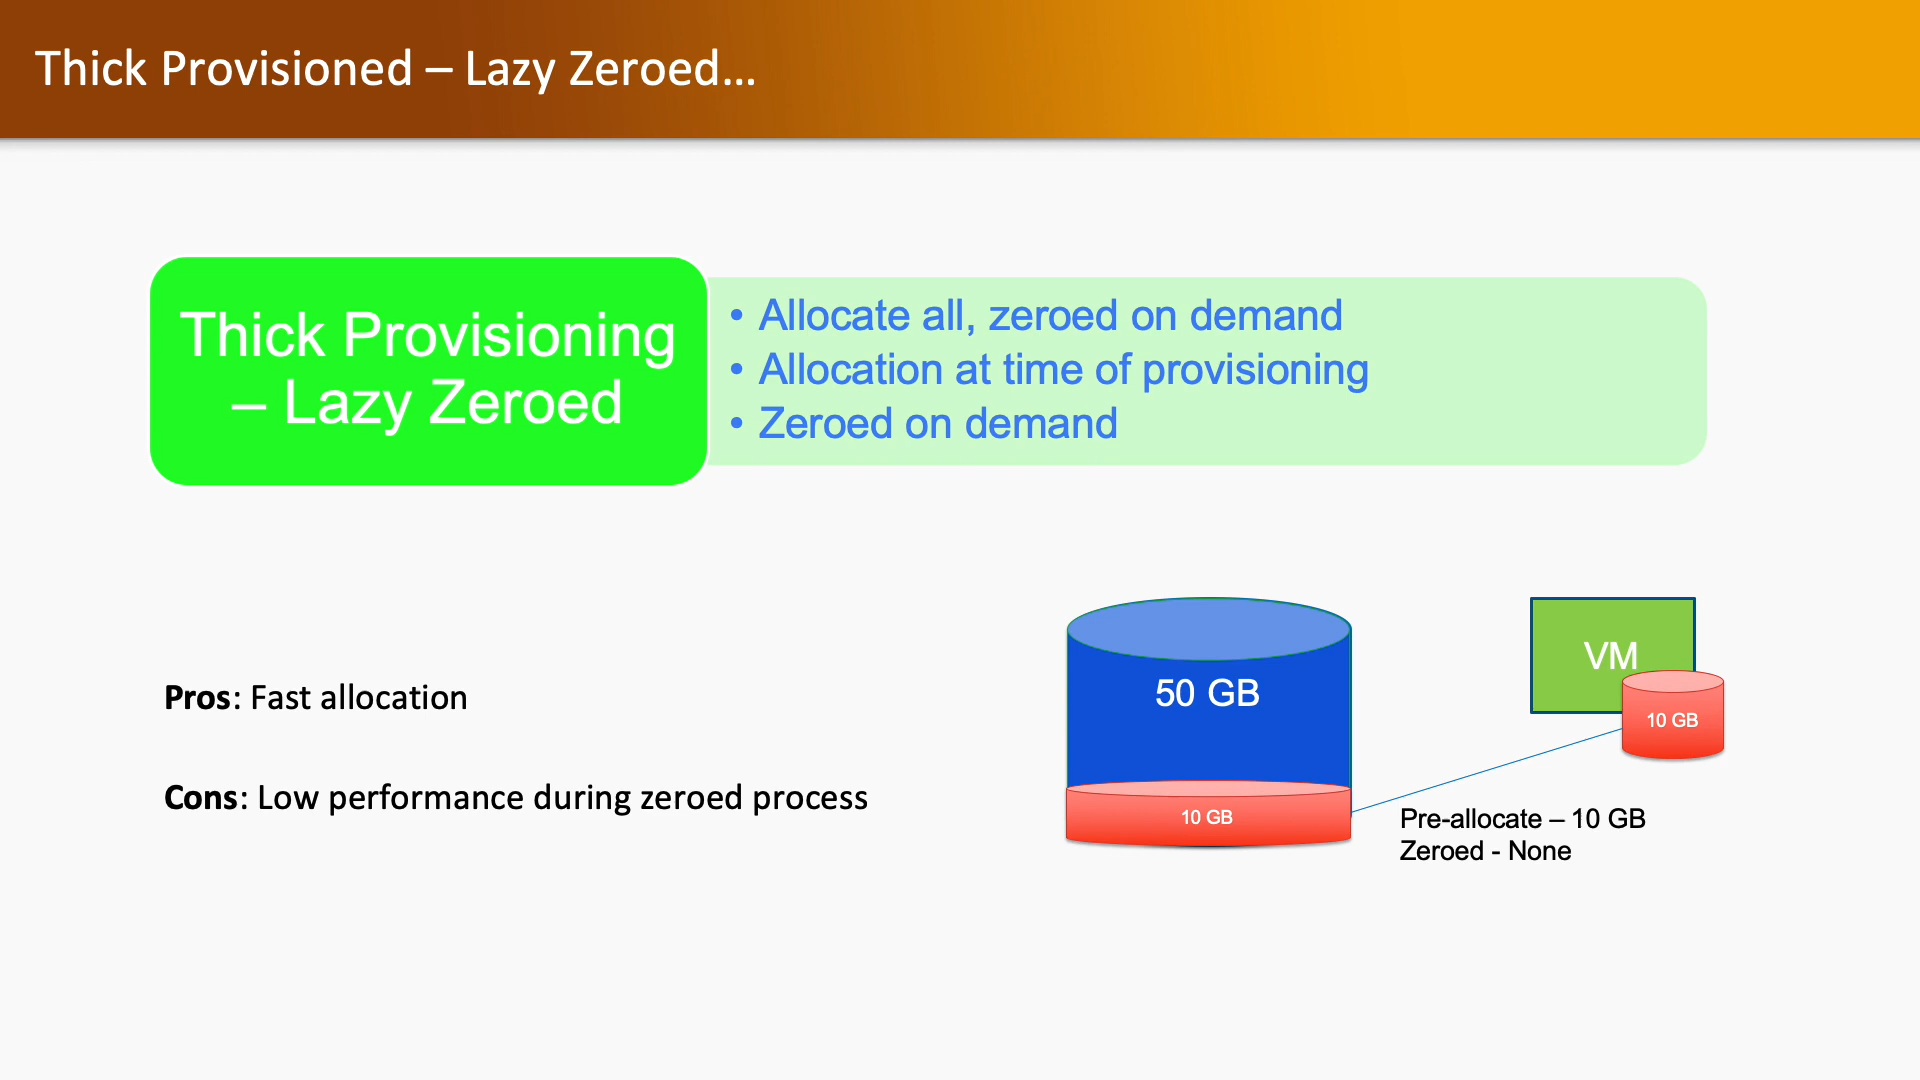 Thick Provisioned – Lazy Zeroed...
Thick Provisioning
– Lazy Zeroed
• Allocate all, zeroed on demand
• Allocation at time of provisioning
• Zeroed on demand
Pros: Fast allocation
Cons: Low performance during zeroed process
50 GB
10 GB
VM
10 GB
Pre-allocate – 10 GB
Zeroed - None